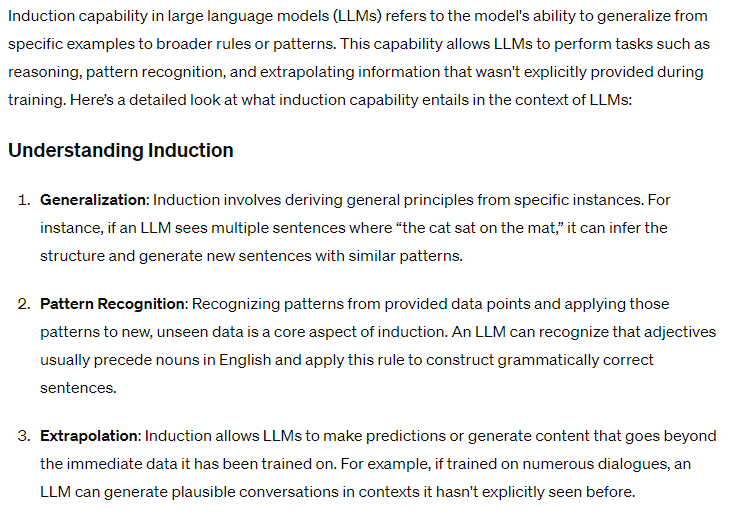 Induction capability in large language models (LLMs) refers to the model's ability to generalize from
specific examples to broader rules or patterns. This capability allows LLMs to perform tasks such as
reasoning, pattern recognition, and extrapolating information that wasn't explicitly provided during
training. Here’s a detailed look at what induction capability entails in the context of LLMs:
Understanding Induction
1. Generalization: Induction involves deriving general principles from specific instances. For
instance, if an LLM sees multiple sentences where “the cat sat on the mat,” it can infer the
structure and generate new sentences with similar patterns.
2. Pattern Recognition: Recognizing patterns from provided data points and applying those
patterns to new, unseen data is a core aspect of induction. An LLM can recognize that adjectives
usually precede nouns in English and apply this rule to construct grammatically correct
sentences.
3. Extrapolation: Induction allows LLMs to make predictions or generate content that goes beyond
the immediate data it has been trained on. For example, if trained on numerous dialogues, an
LLM can generate plausible conversations in contexts it hasn't explicitly seen before.